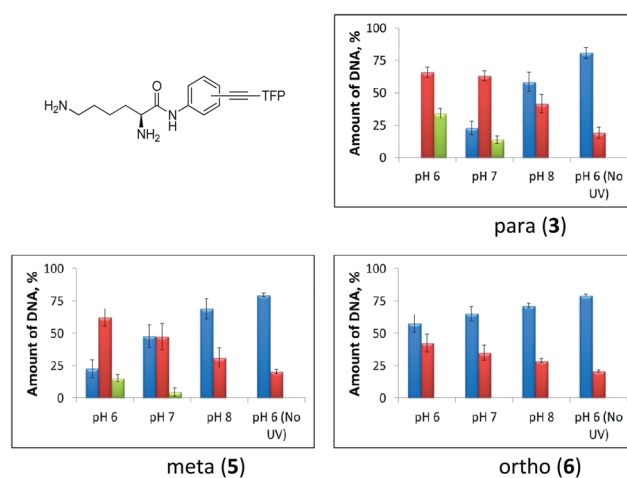 H₂N
O
N
H
NH₂
TFP
Amount of DNA, %
100
75
50
25
0
pH 6 pH 7 pH 8 pH 6 (No UV)
para (3)
Amount of DNA, %
100
75
50
25
0
pH 6 pH 7 pH 8 pH 6 (No UV)
meta (5)
Amount of DNA, %
100
75
50
25
0
pH 6 pH 7 pH 8 pH 6 (No UV)
ortho (6)